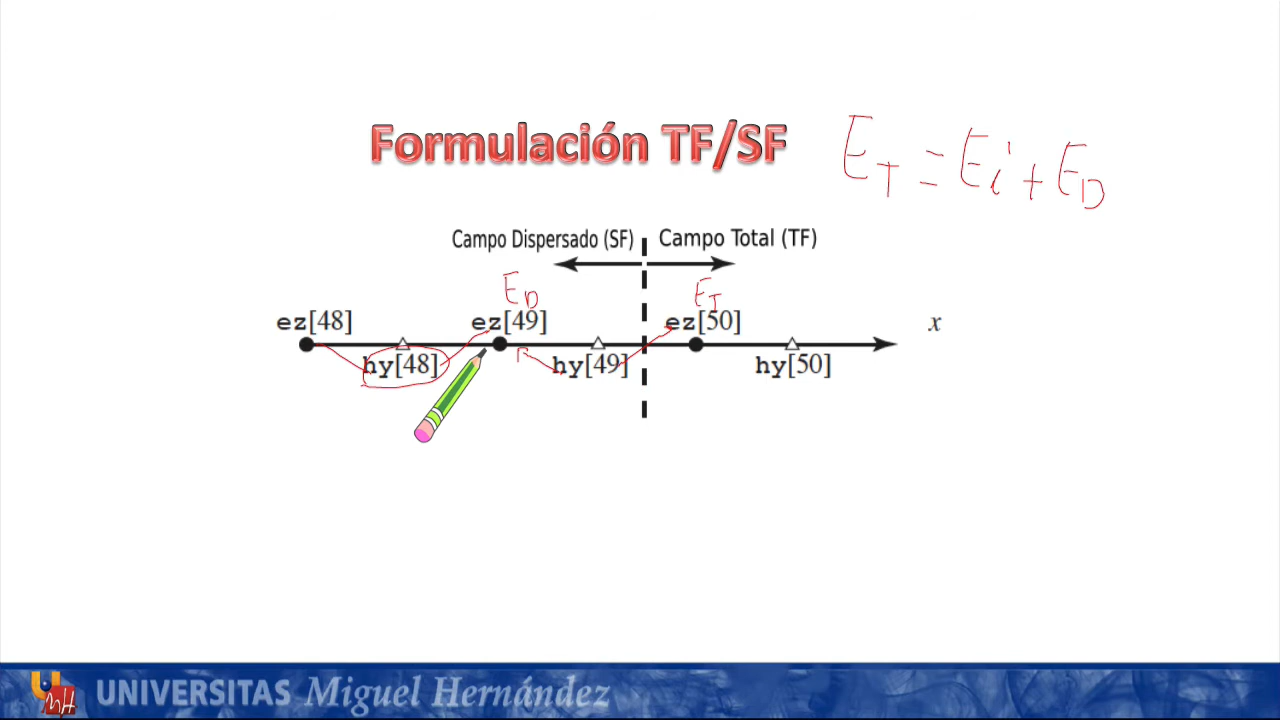 Formulación TF/SF
E_T = E_i + E_D
Campo Dispersado (SF) Campo Total (TF)
E_D E_T
ez[48] ez[49] ez[50] x
hy[48] hy[49] hy[50]
UMH UNIVERSITAS Miguel Hernández